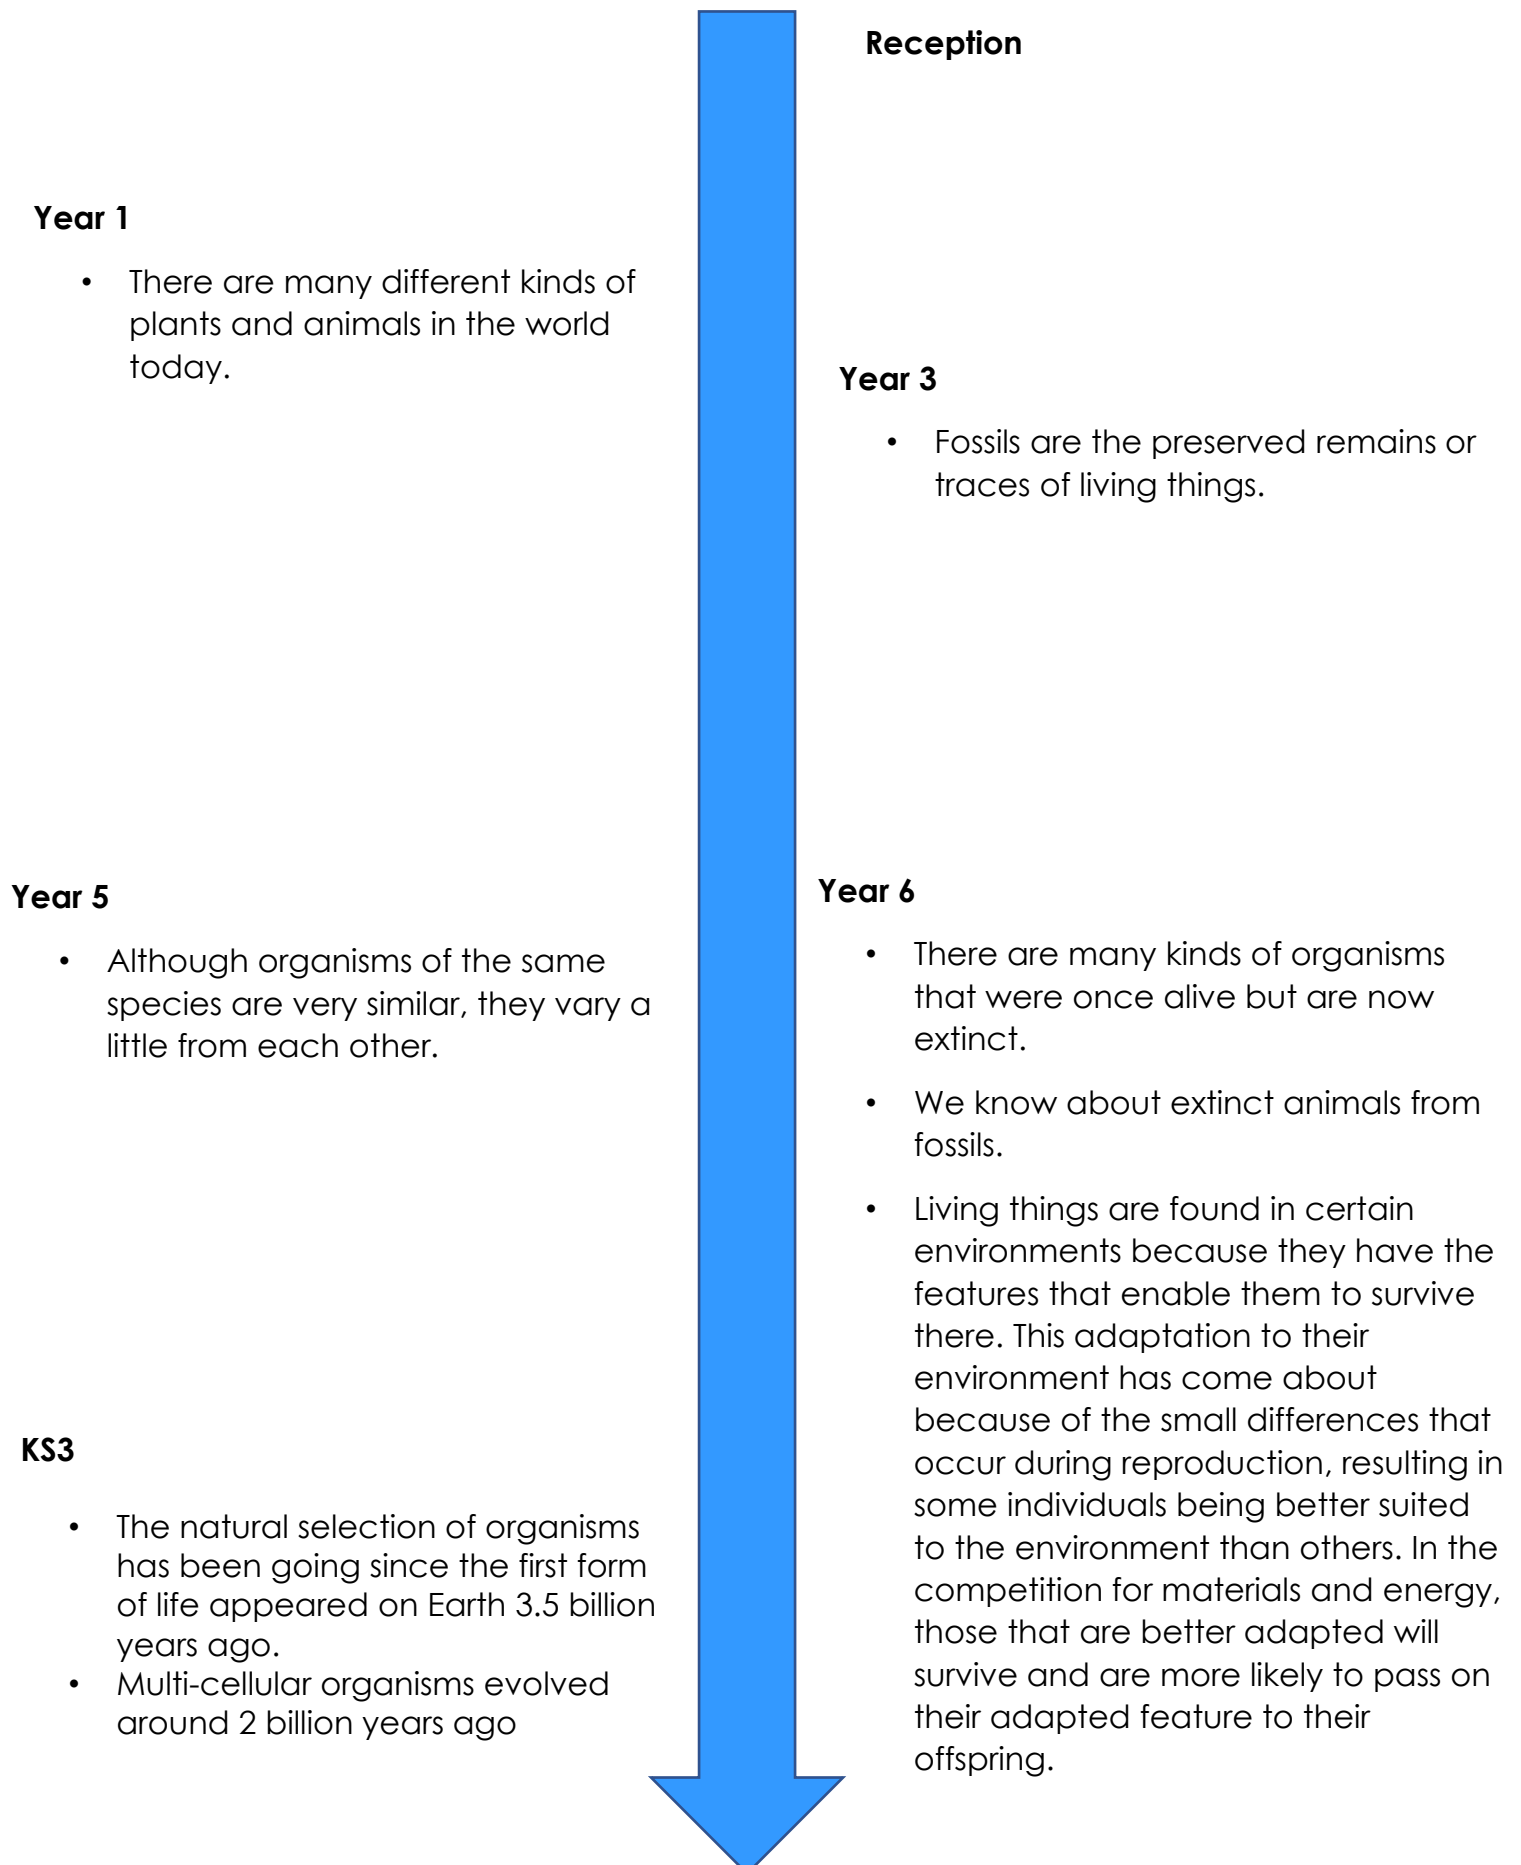 Reception
Year 1
• There are many different kinds of
plants and animals in the world
today.
Year 3
• Fossils are the preserved remains or
traces of living things.
Year 5
• Although organisms of the same
species are very similar, they vary a
little from each other.
Year 6
• There are many kinds of organisms
that were once alive but are now
extinct.
• We know about extinct animals from
fossils.
• Living things are found in certain
environments because they have the
features that enable them to survive
there. This adaptation to their
environment has come about
because of the small differences that
occur during reproduction, resulting in
some individuals being better suited
to the environment than others. In the
competition for materials and energy,
those that are better adapted will
survive and are more likely to pass on
their adapted feature to their
offspring.
KS3
• The natural selection of organisms
has been going since the first form
of life appeared on Earth 3.5 billion
years ago.
• Multi-cellular organisms evolved
around 2 billion years ago